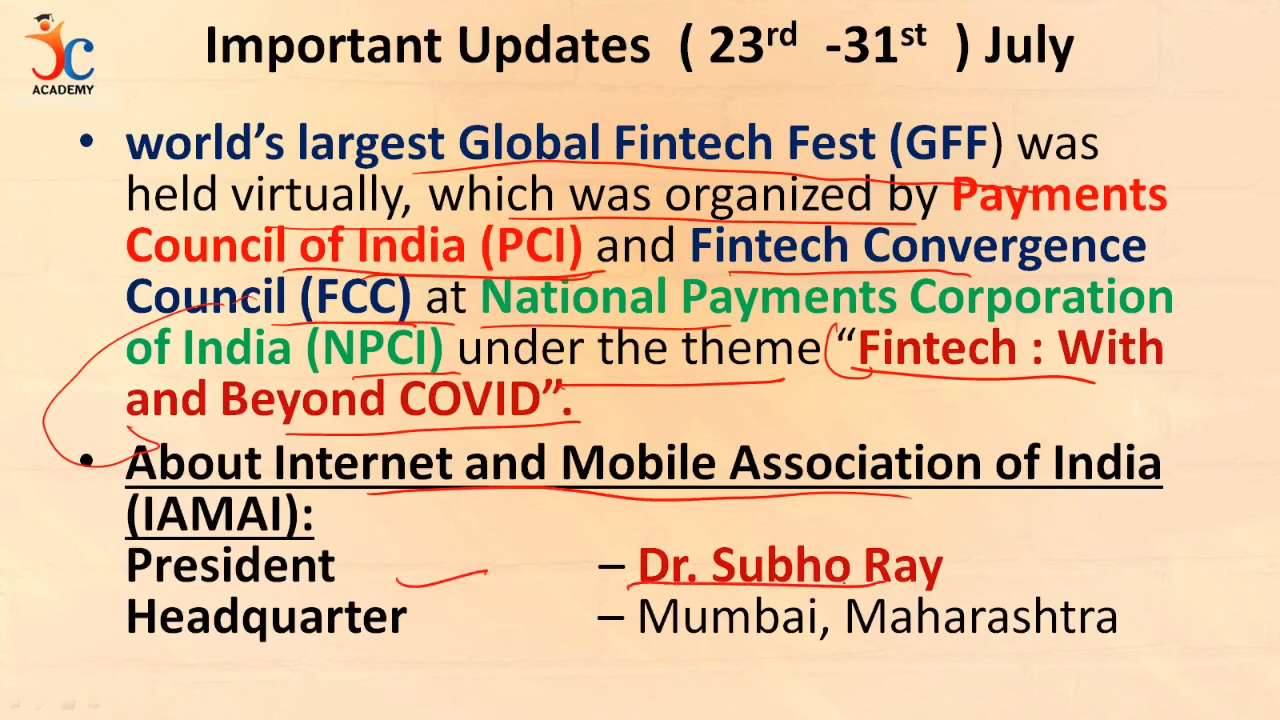 JC
ACADEMY
Important Updates ( 23rd -31st ) July
• world’s largest Global Fintech Fest (GFF) was
held virtually, which was organized by Payments
Council of India (PCI) and Fintech Convergence
Council (FCC) at National Payments Corporation
of India (NPCI) under the theme “Fintech : With
and Beyond COVID”.
• About Internet and Mobile Association of India
(IAMAI):
President – Dr. Subho Ray
Headquarter – Mumbai, Maharashtra